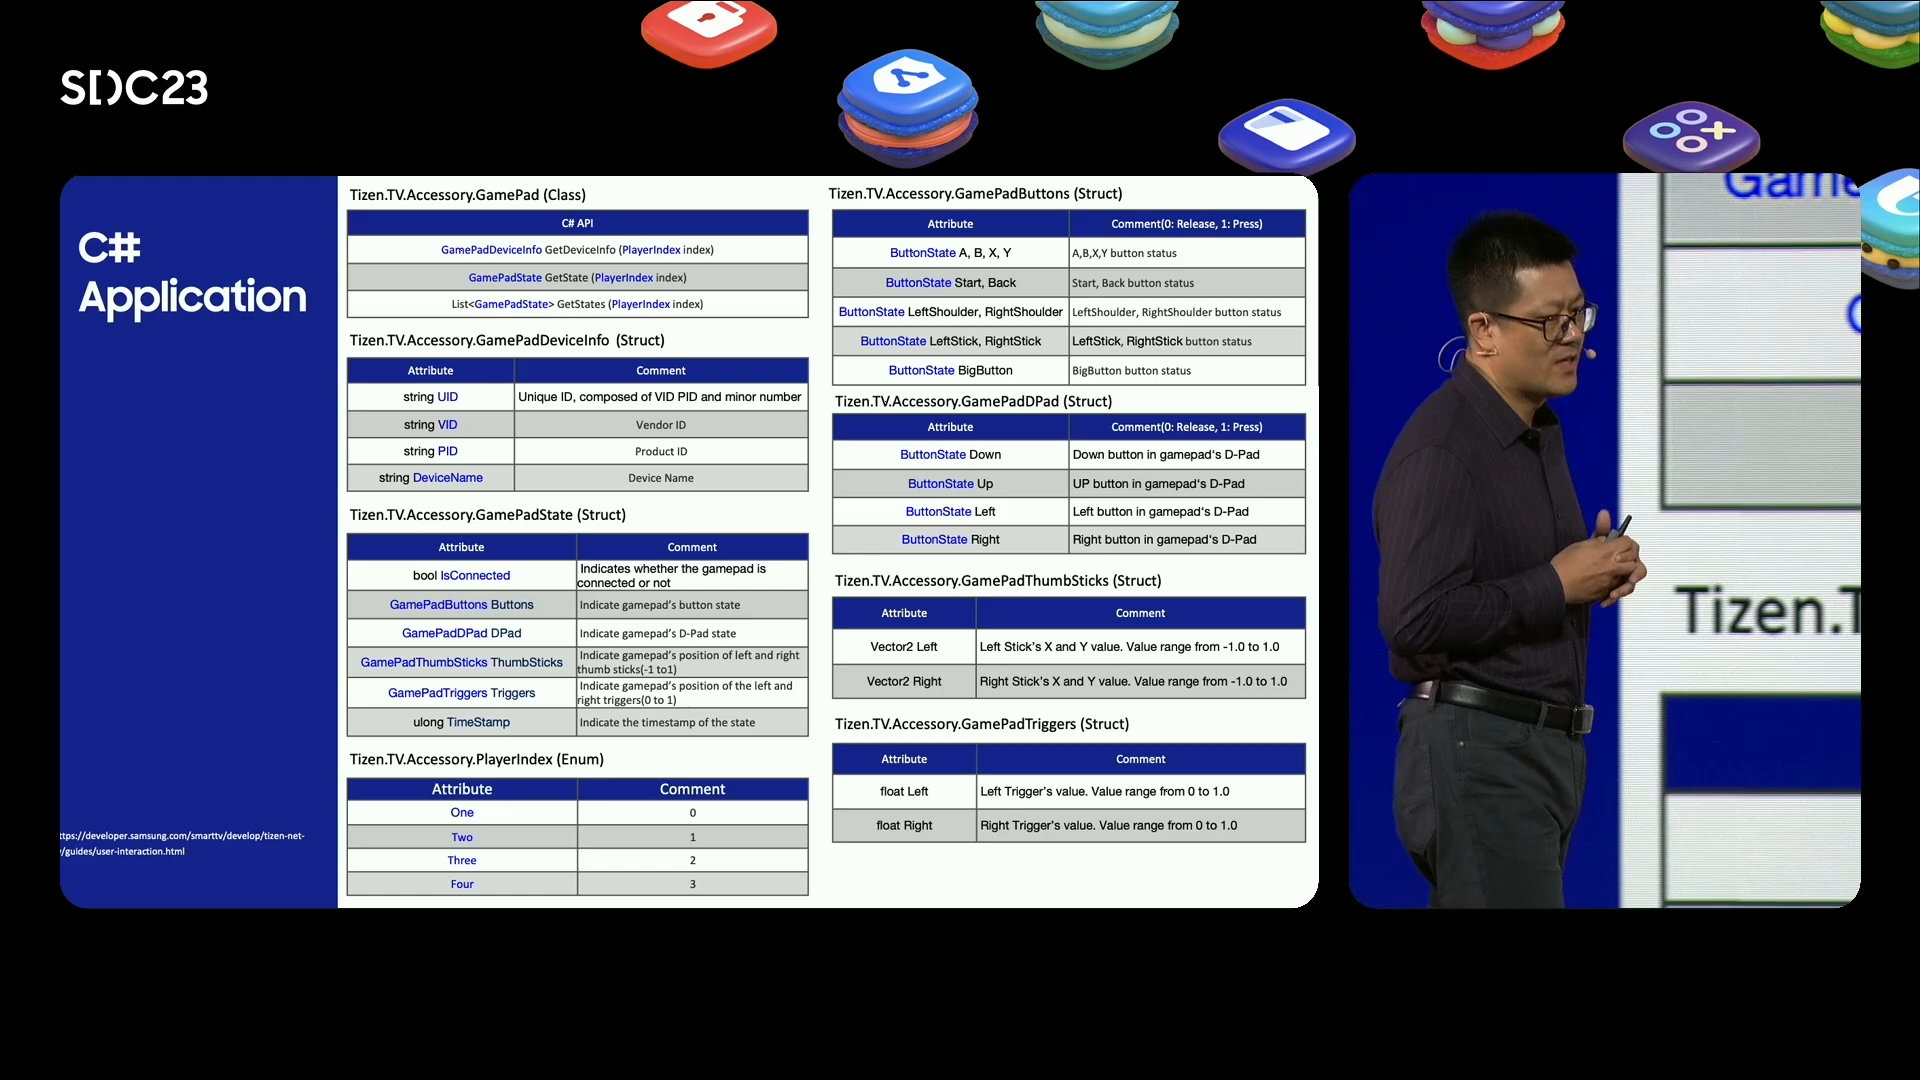 SDC23
C#
Application
ttps://developer.samsung.com/smarttv/develop/tizen-net-
/guides/user-interaction.html
Tizen.TV.Accessory.GamePad (Class)
C# API
GamePadDeviceInfo GetDeviceInfo (PlayerIndex index)
GamePadState GetState (PlayerIndex index)
List<GamePadState> GetStates (PlayerIndex index)
Tizen.TV.Accessory.GamePadDeviceInfo (Struct)
Attribute Comment
string UID Unique ID, composed of VID PID and minor number
string VID Vendor ID
string PID Product ID
string DeviceName Device Name
Tizen.TV.Accessory.GamePadState (Struct)
Attribute Comment
bool IsConnected Indicates whether the gamepad is
connected or not
GamePadButtons Buttons Indicate gamepad's button state
GamePadDPad DPad Indicate gamepad's D-Pad state
GamePadThumbSticks ThumbSticks Indicate gamepad's position of left and right
thumb sticks(-1 to1)
GamePadTriggers Triggers Indicate gamepad's position of the left and
right triggers(0 to 1)
ulong TimeStamp Indicate the timestamp of the state
Tizen.TV.Accessory.PlayerIndex (Enum)
Attribute Comment
One 0
Two 1
Three 2
Four 3
Tizen.TV.Accessory.GamePadButtons (Struct)
Attribute Comment(0: Release, 1: Press)
ButtonState A, B, X, Y A,B,X,Y button status
ButtonState Start, Back Start, Back button status
ButtonState LeftShoulder, RightShoulder LeftShoulder, RightShoulder button status
ButtonState LeftStick, RightStick LeftStick, RightStick button status
ButtonState BigButton BigButton button status
Tizen.TV.Accessory.GamePadDPad (Struct)
Attribute Comment(0: Release, 1: Press)
ButtonState Down Down button in gamepad's D-Pad
ButtonState Up UP button in gamepad's D-Pad
ButtonState Left Left button in gamepad's D-Pad
ButtonState Right Right button in gamepad's D-Pad
Tizen.TV.Accessory.GamePadThumbSticks (Struct)
Attribute Comment
Vector2 Left Left Stick's X and Y value. Value range from -1.0 to 1.0
Vector2 Right Right Stick's X and Y value. Value range from -1.0 to 1.0
Tizen.TV.Accessory.GamePadTriggers (Struct)
Attribute Comment
float Left Left Trigger's value. Value range from 0 to 1.0
float Right Right Trigger's value. Value range from 0 to 1.0
Game
Tizen.T